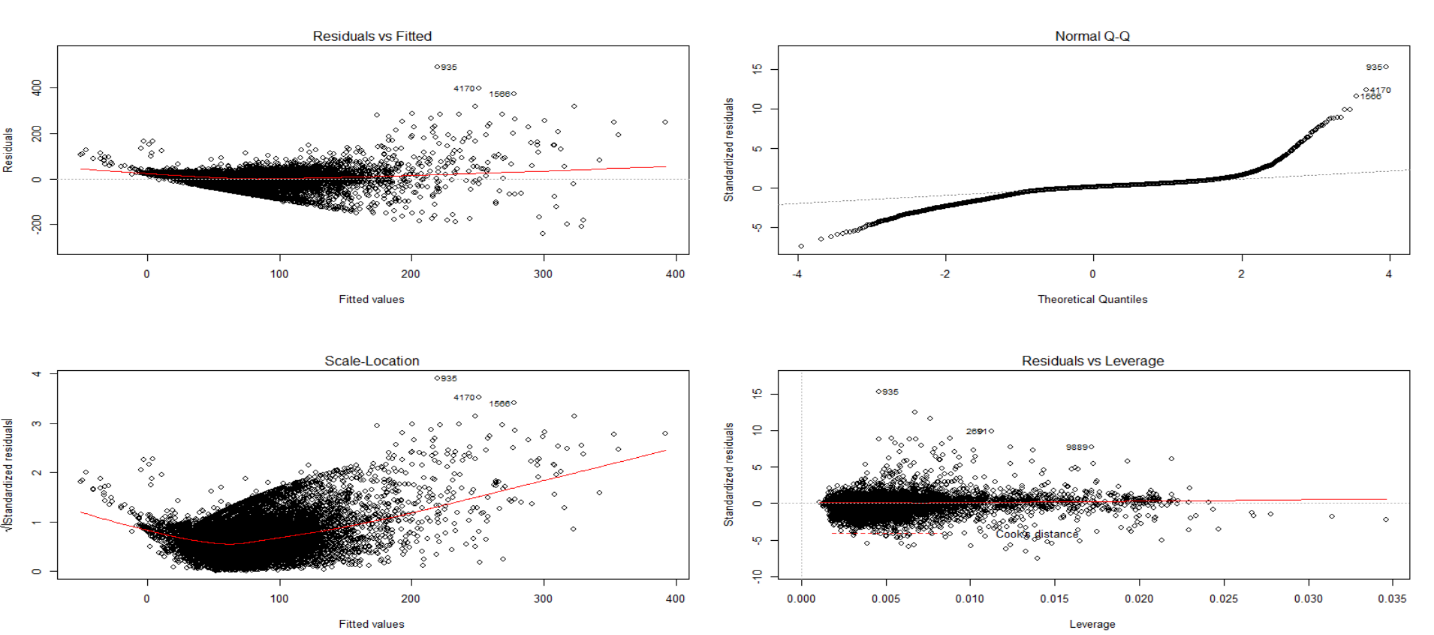 Residuals vs Fitted
Residuals
400
200
0
-200
935
4170
1566
0 100 200 300 400
Fitted values
Normal Q-Q
Standardized residuals
15
10
5
0
-5
935
4170
1566
-4 -2 0 2 4
Theoretical Quantiles
Scale-Location
√|Standardized residuals|
4
3
2
1
0
935
4170
1566
0 100 200 300 400
Fitted values
Residuals vs Leverage
Standardized residuals
15
10
5
0
-5
-10
935
2691
9889
Cook's distance
0.000 0.005 0.010 0.015 0.020 0.025 0.030 0.035
Leverage